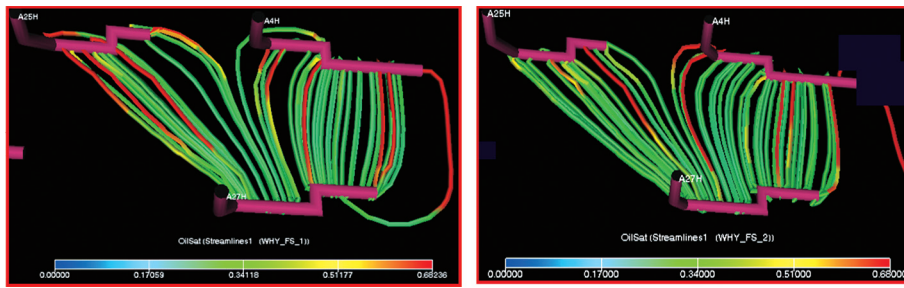 A25H
A4H
A27H
OilSat (Streamlines1 (WHY_FS_1))
0.00000 0.17059 0.34118 0.51177 0.68236
A25H
A4H
A27H
OilSat (Streamlines1 (WHY_FS_2))
0.00000 0.17000 0.34000 0.51000 0.68000